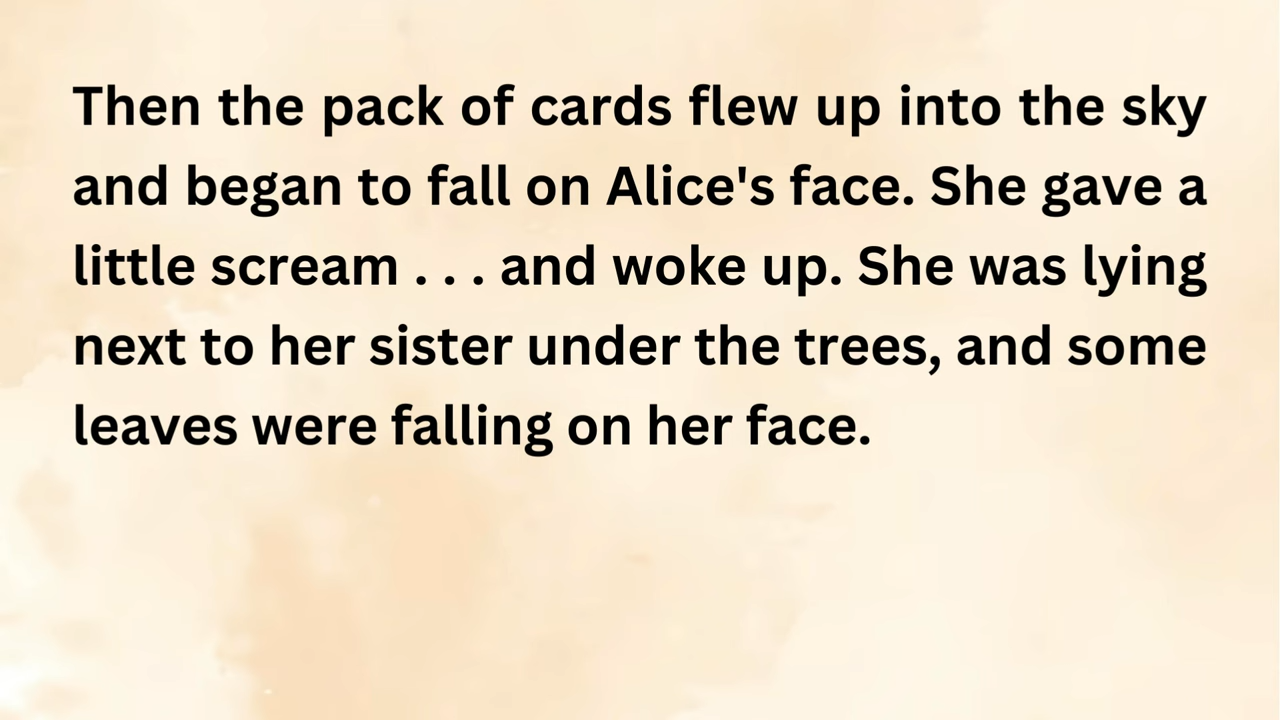 Then the pack of cards flew up into the sky
and began to fall on Alice's face. She gave a
little scream . . . and woke up. She was lying
next to her sister under the trees, and some
leaves were falling on her face.